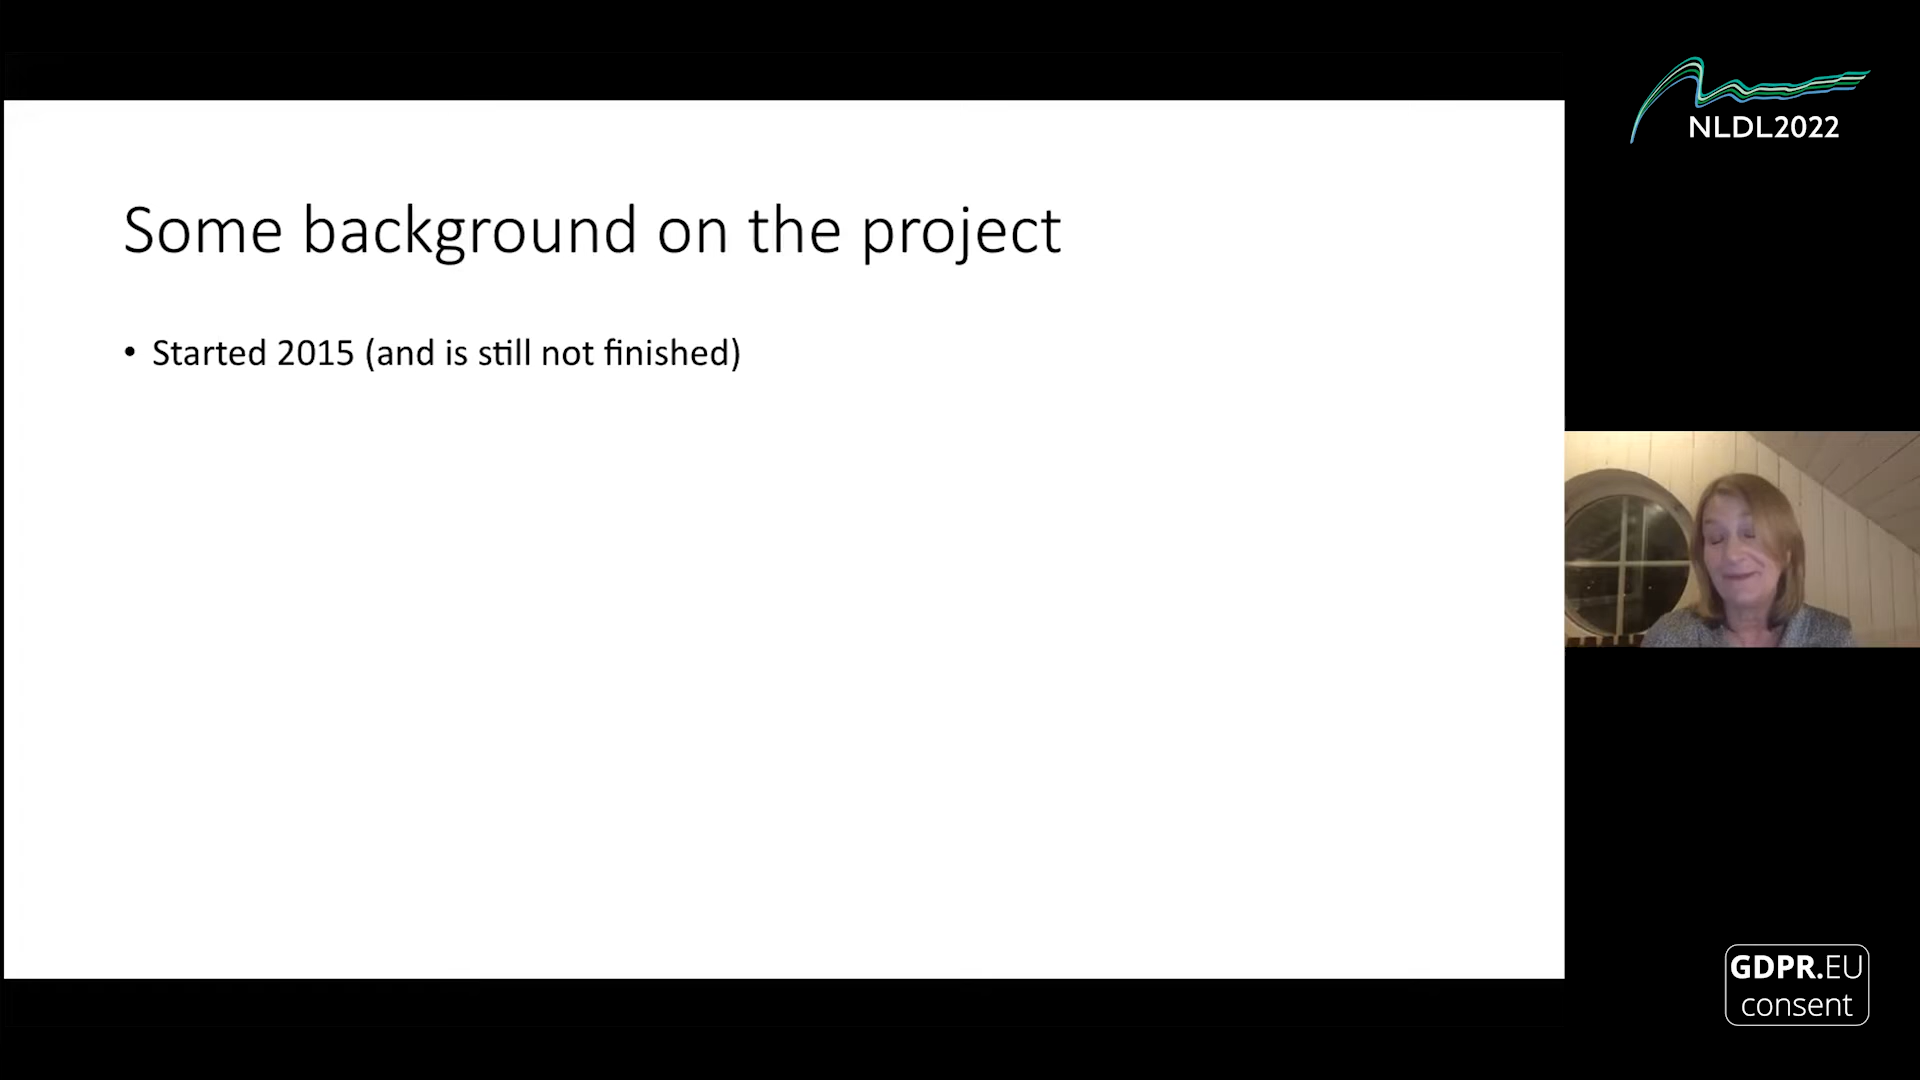 Some background on the project
• Started 2015 (and is still not finished)
NLDL2022
GDPR.EU
consent